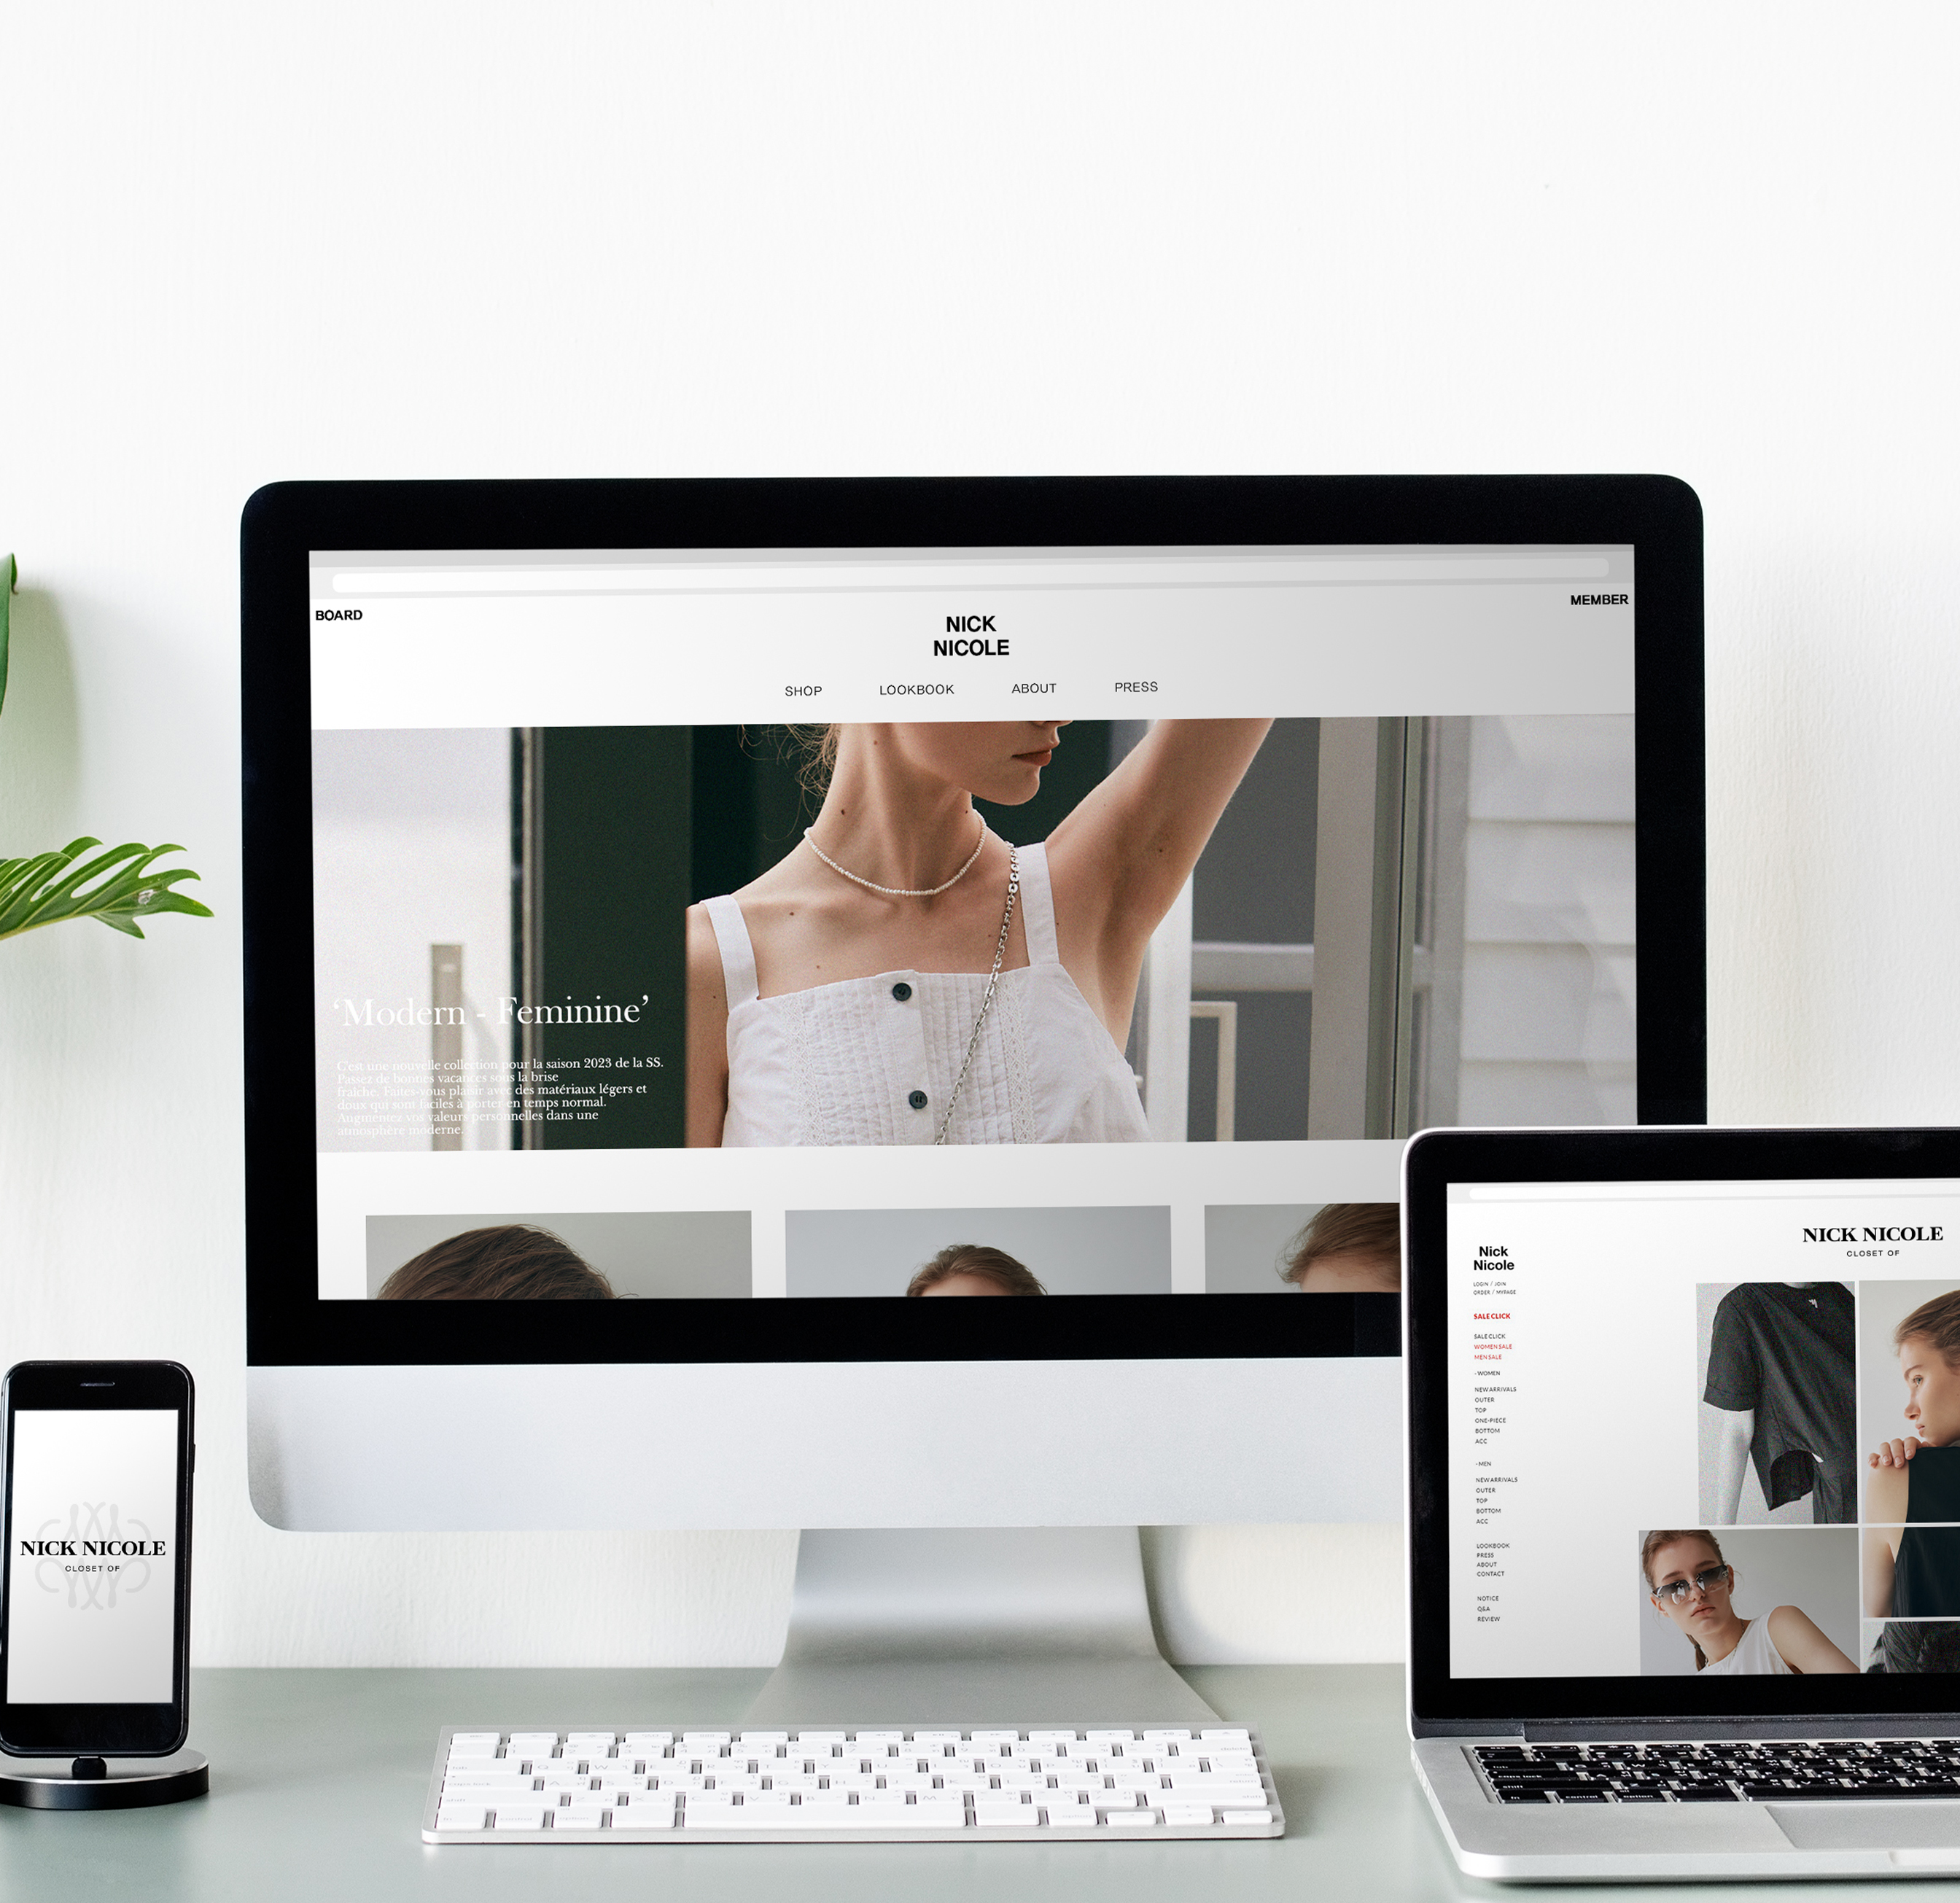 BOARD
MEMBER
NICK
NICOLE
SHOP LOOKBOOK ABOUT PRESS
‘Modern - Feminine’
C'est une nouvelle collection pour la saison 2023 de la SS.
Passez de bonnes vacances sous la brise
fraîche. Faites-vous plaisir avec des matériaux légers et
doux qui sont faciles à porter en temps normal.
Augmentez vos valeurs personnelles dans une
atmosphère moderne.
NICK NICOLE
CLOSET OF
Nick
Nicole
LOGIN / JOIN
ORDER / MYPAGE
SALE CLICK
SALE CLICK
WOMEN SALE
MEN SALE
- WOMEN
NEW ARRIVALS
OUTER
TOP
ONE-PIECE
BOTTOM
ACC
- MEN
NEW ARRIVALS
OUTER
TOP
BOTTOM
ACC
LOOKBOOK
PRESS
ABOUT
CONTACT
NOTICE
Q&A
REVIEW
NICK NICOLE
CLOSET OF